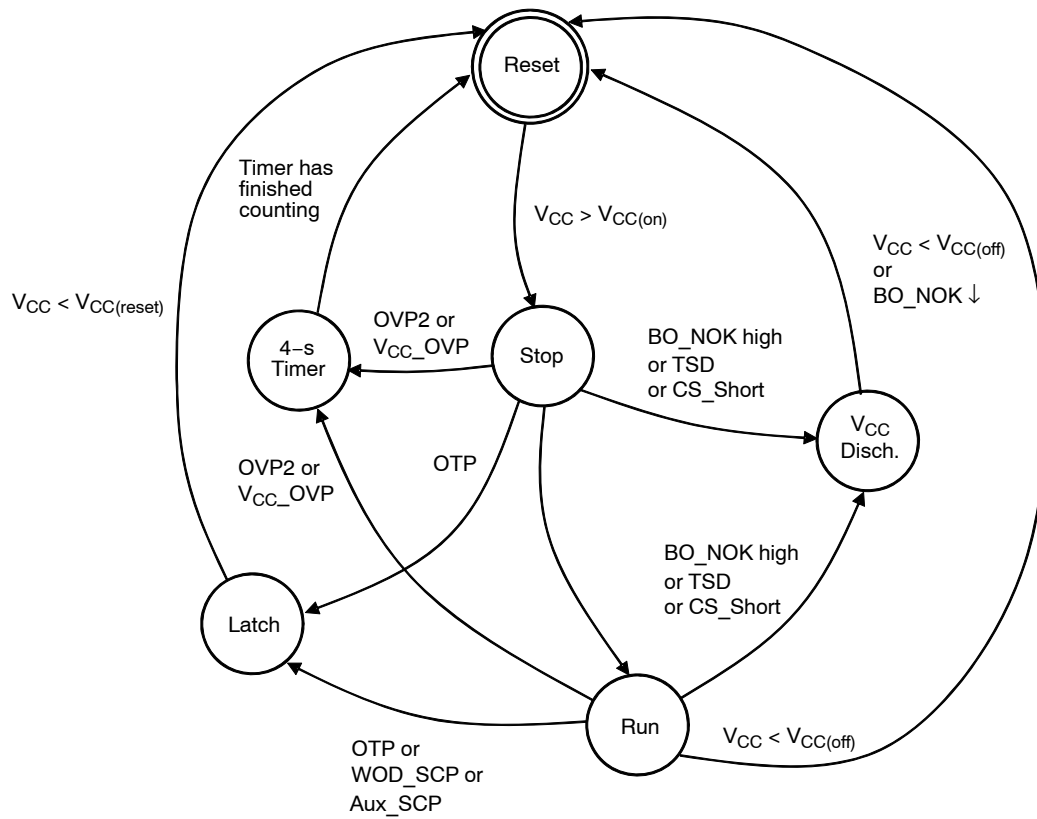 Reset
Timer has
finished
counting
V_CC > V_CC(on)
V_CC < V_CC(off)
or
BO_NOK ↓
V_CC < V_CC(reset)
OVP2 or
V_CC_OVP
4–s
Timer
Stop
BO_NOK high
or TSD
or CS_Short
V_CC
Disch.
OVP2 or
V_CC_OVP
OTP
BO_NOK high
or TSD
or CS_Short
Latch
Run
V_CC < V_CC(off)
OTP or
WOD_SCP or
Aux_SCP